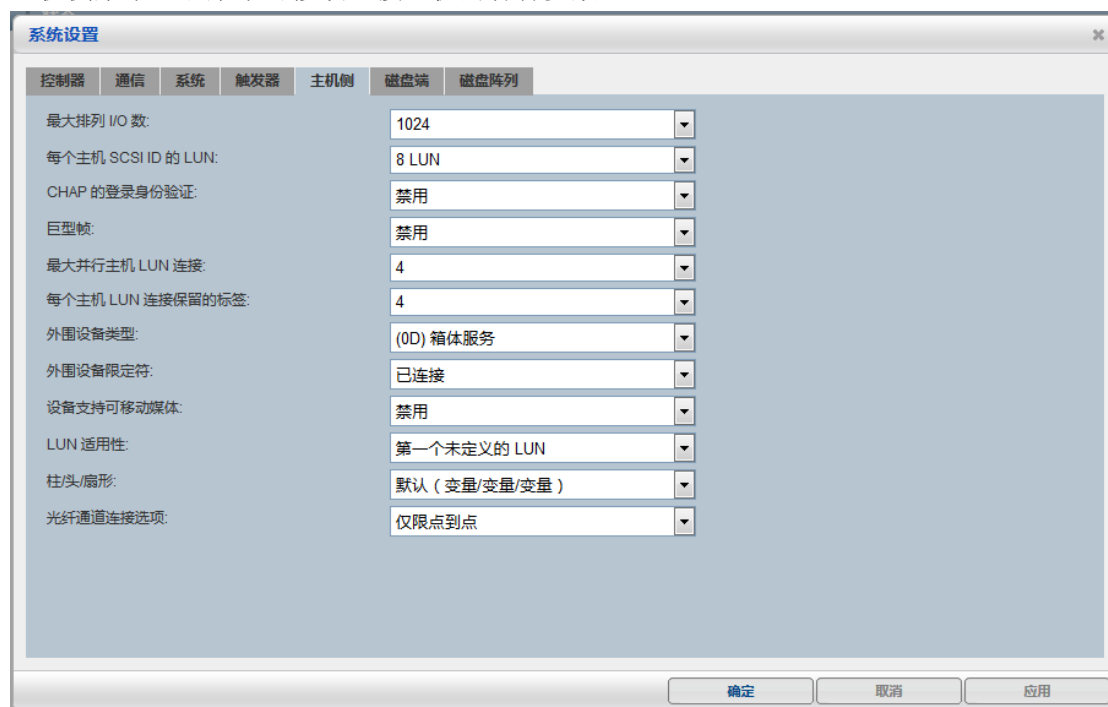 系统设置
控制器 通信 系统 触发器 主机侧 磁盘端 磁盘阵列
最大排列 I/O 数: 1024
每个主机 SCSI ID 的 LUN: 8 LUN
CHAP 的登录身份验证: 禁用
巨型帧: 禁用
最大并行主机 LUN 连接: 4
每个主机 LUN 连接保留的标签: 4
外围设备类型: (0D) 箱体服务
外围设备限定符: 已连接
设备支持可移动媒体: 禁用
LUN 适用性: 第一个未定义的 LUN
柱/头/扇形: 默认 ( 变量/变量/变量 )
光纤通道连接选项: 仅限点到点
确定 取消 应用